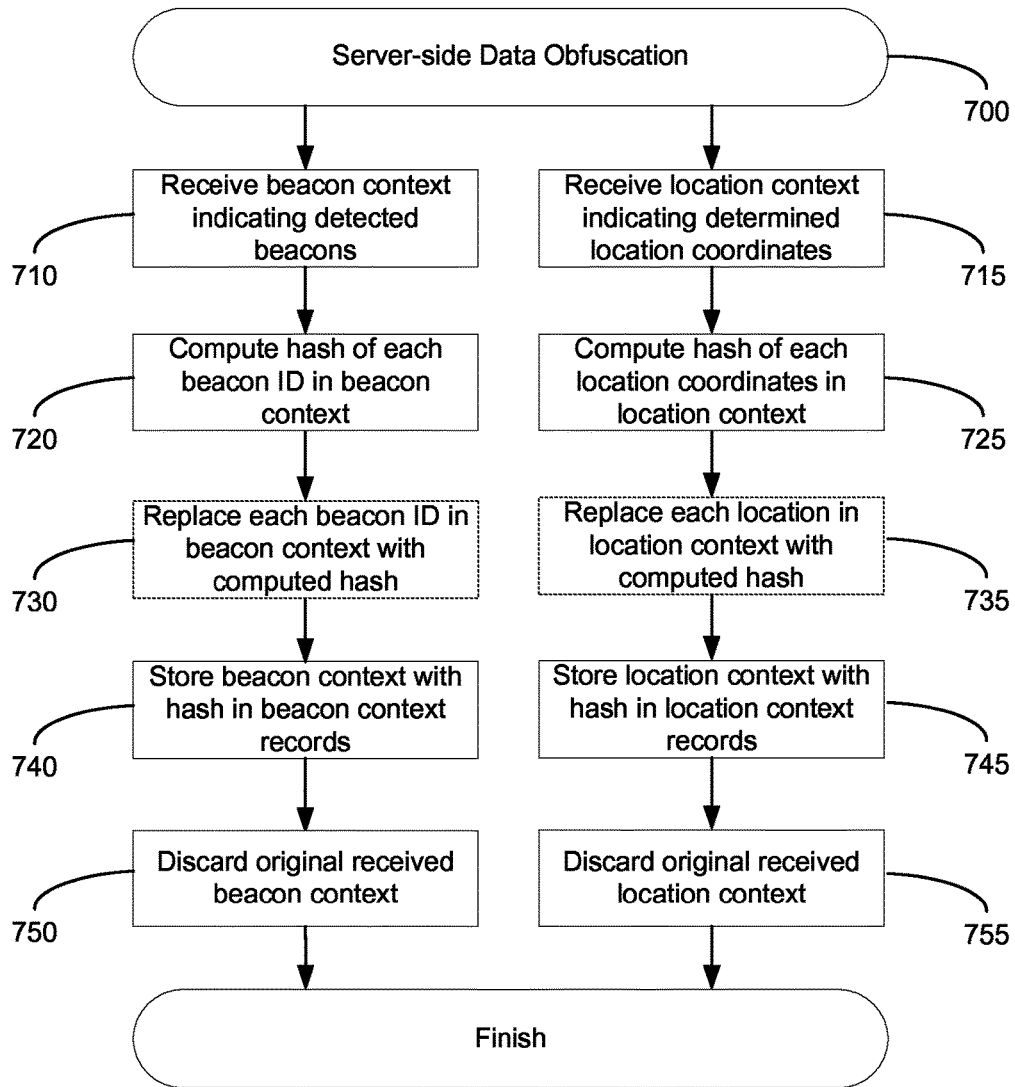 Server-side Data Obfuscation
700
Receive beacon context
indicating detected
beacons
710
Receive location context
indicating determined
location coordinates
715
Compute hash of each
beacon ID in beacon
context
720
Compute hash of each
location coordinates in
location context
725
Replace each beacon ID in
beacon context with
computed hash
730
Replace each location in
location context with
computed hash
735
Store beacon context with
hash in beacon context
records
740
Store location context with
hash in location context
records
745
Discard original received
beacon context
750
Discard original received
location context
755
Finish